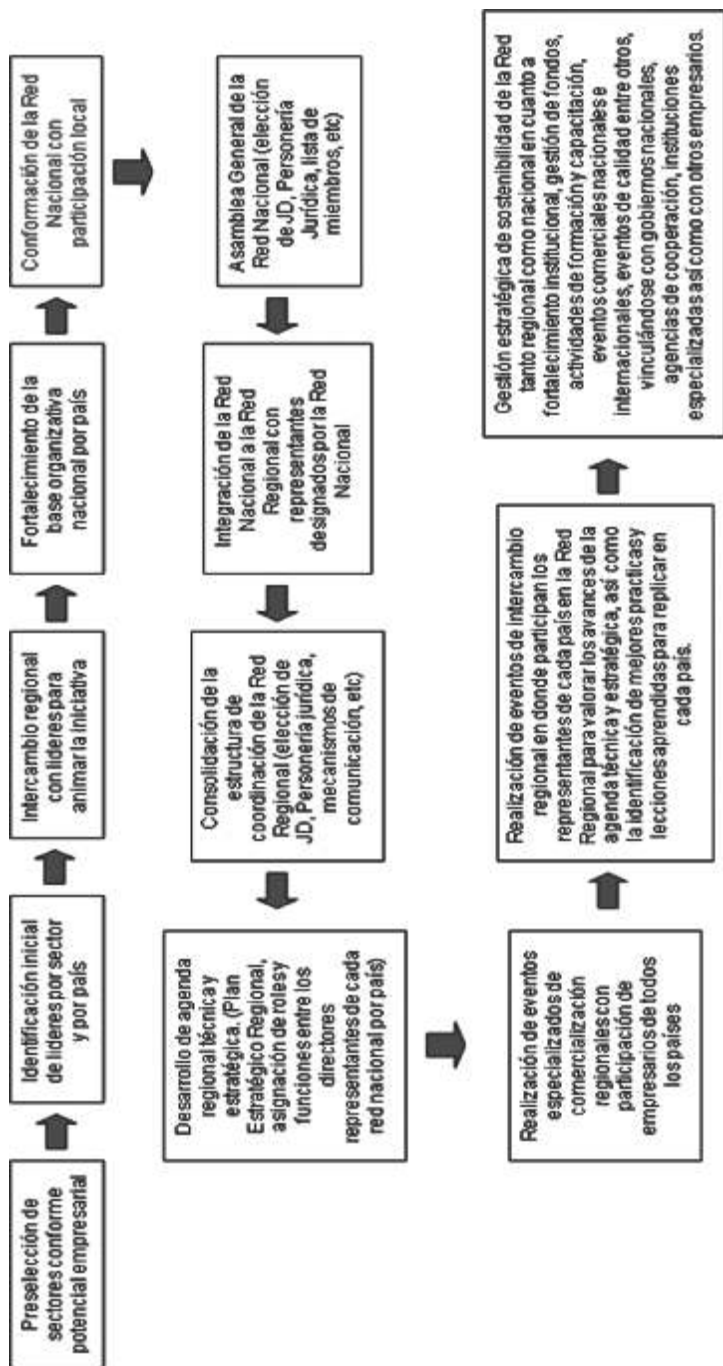 Preselección de
sectores conforme
potencial empresarial
Identificación inicial
de líderes por sector
y por país
Intercambio regional
con líderes para
animar la iniciativa
Fortalecimiento de la
base organizativa
nacional por país
Conformación de la Red
Nacional con
participación local
Asamblea General de la
Red Nacional (elección
de JD, Personería
Jurídica, lista de
miembros, etc)
Integración de la Red
Nacional a la Red
Regional con
representantes
designados por la Red
Nacional
Consolidación de la
estructura de
coordinación de la Red
Regional (elección de
JD, Personería jurídica,
mecanismos de
comunicación, etc)
Desarrollo de agenda
regional técnica y
estratégica, (Plan
Estratégico Regional,
asignación de roles y
funciones entre los
directores
representantes de cada
red nacional por país)
Realización de eventos
especializados de
comercialización
regionales con
participación de
empresarios de todos
los países
Realización de eventos de intercambio
regional en donde participan los
representantes de cada país en la Red
Regional para valorar los avances de la
agenda técnica y estratégica, así como
la identificación de mejores practicas y
lecciones aprendidas para replicar en
cada país.
Gestión estratégica de sostenibilidad de la Red
tanto regional como nacional en cuanto a
fortalecimiento institucional, gestión de fondos,
actividades de formación y capacitación,
eventos comerciales nacionales e
internacionales, eventos de calidad entre otros,
vinculándose con gobiernos nacionales,
agencias de cooperación, instituciones
especializadas así como con otros empresarios.